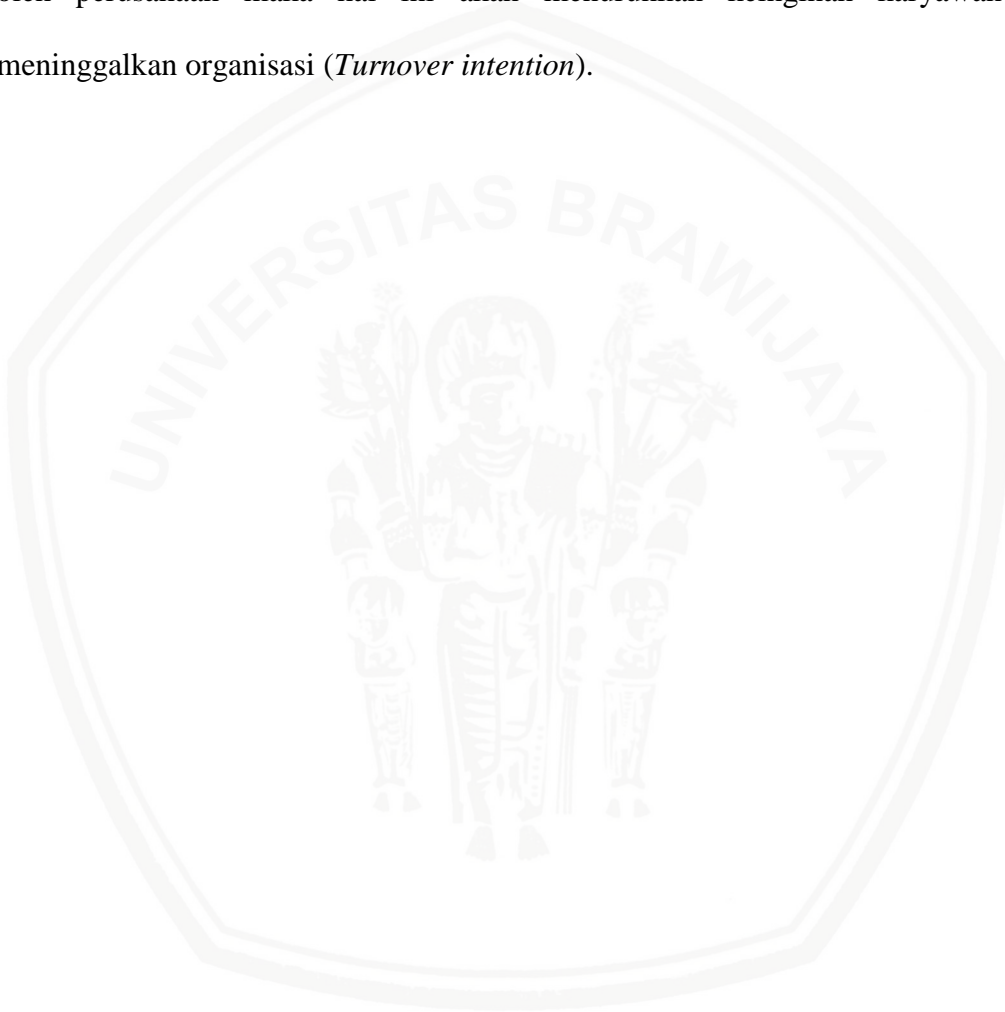 oleh perusahaan maka hal ini akan menurunkan keinginan karyawan
meninggalkan organisasi (Turnover intention).
UNIVERSITAS BRAWIJAYA